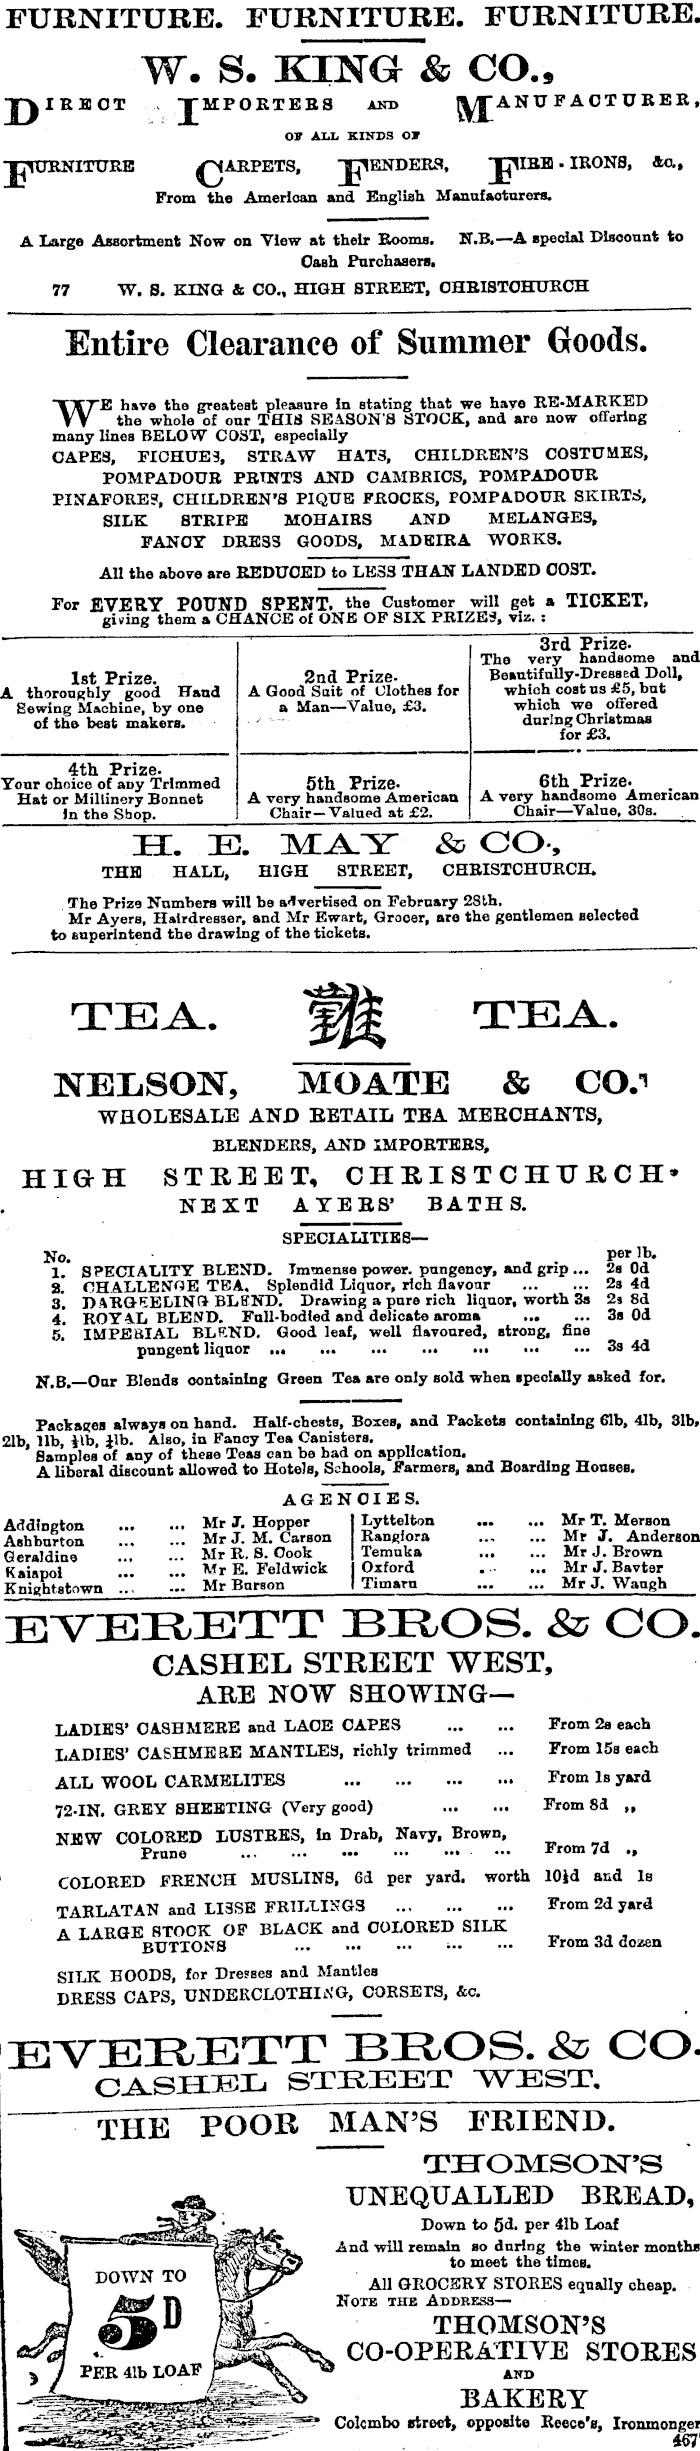 FURNITURE. FURNITURE. FURNITURE.
W. S. KING & CO.,
DIRECT IMPORTERS AND MANUFACTURER,
OF ALL KINDS OF
FURNITURE CARPETS, FENDERS, FIRE-IRONS, &c.,
From the American and English Manufacturers.
A Large Assortment Now on View at their Rooms. N.B.—A special Discount to
Cash Purchasers.
77 W. S. KING & CO., HIGH STREET, CHRISTCHURCH
Entire Clearance of Summer Goods.
WE have the greatest pleasure in stating that we have RE-MARKED
the whole of our THIS SEASON'S STOCK, and are now offering
many lines BELOW COST, especially
CAPES, FICHUES, STRAW HATS, CHILDREN'S COSTUMES,
POMPADOUR PRINTS AND CAMBRICS, POMPADOUR
PINAFORES, CHILDREN'S PIQUE FROCKS, POMPADOUR SKIRTS,
SILK STRIPE MOHAIRS AND MELANGES,
FANCY DRESS GOODS, MADEIRA WORKS.
All the above are REDUCED to LESS THAN LANDED COST.
For EVERY POUND SPENT, the Customer will get a TICKET,
giving them a CHANCE of ONE OF SIX PRIZES, viz. :
1st Prize.
A thoroughly good Hand
Sewing Machine, by one
of the best makers.
2nd Prize.
A Good Suit of Clothes for
a Man—Value, £3.
3rd Prize.
The very handsome and
Beautifully-Dressed Doll,
which cost us £5, but
which we offered
during Christmas
for £3.
4th Prize.
Your choice of any Trimmed
Hat or Millinery Bonnet
in the Shop.
5th Prize.
A very handsome American
Chair—Valued at £2.
6th Prize.
A very handsome American
Chair—Value, 30s.
H. E. MAY & CO.,
THE HALL, HIGH STREET, CHRISTCHURCH.
The Prize Numbers will be advertised on February 28th.
Mr Ayers, Hairdresser, and Mr Ewart, Grocer, are the gentlemen selected
to superintend the drawing of the tickets.
TEA. 難 TEA.
NELSON, MOATE & CO.,
WHOLESALE AND RETAIL TEA MERCHANTS,
BLENDERS, AND IMPORTERS,
HIGH STREET, CHRISTCHURCH.
NEXT AYERS' BATHS.
SPECIALITIES—
No. per lb.
1. SPECIALITY BLEND. Immense power, pungency, and grip ... 2s 0d
2. CHALLENGE TEA. Splendid Liquor, rich flavour ... ... 2s 4d
3. DARGEELING BLEND. Drawing a pure rich liquor, worth 3s 2s 8d
4. ROYAL BLEND. Full-bodied and delicate aroma ... ... 3s 0d
5. IMPERIAL BLEND. Good leaf, well flavoured, strong, fine
pungent liquor ... ... ... ... ... ... ... 3s 4d
N.B.—Our Blends containing Green Tea are only sold when specially asked for.
Packages always on hand. Half-chests, Boxes, and Packets containing 6lb, 4lb, 3lb,
2lb, 1lb, ½lb, ¼lb. Also, in Fancy Tea Canisters.
Samples of any of these Teas can be had on application.
A liberal discount allowed to Hotels, Schools, Farmers, and Boarding Houses.
AGENCIES.
Addington ... ... Mr J. Hopper
Ashburton ... ... Mr J. M. Carson
Geraldine ... ... Mr R. S. Cook
Kaiapoi ... ... Mr E. Feldwick
Knightstown ... ... Mr Burson
Lyttelton ... ... Mr T. Merson
Rangiora ... ... Mr J. Anderson
Temuka ... ... Mr J. Brown
Oxford ... ... Mr J. Baxter
Timaru ... ... Mr J. Waugh
EVERETT BROS. & CO.
CASHEL STREET WEST,
ARE NOW SHOWING—
LADIES' CASHMERE and LACE CAPES ... ... From 2s each
LADIES' CASHMERE MANTLES, richly trimmed ... From 15s each
ALL WOOL CARMELITES ... ... ... ... From 1s yard
72-IN. GREY SHEETING (Very good) ... ... From 8d „
NEW COLORED LUSTRES, in Drab, Navy, Brown,
Prune ... ... ... ... ... ... From 7d „
COLORED FRENCH MUSLINS, 6d per yard, worth 10½d and 1s
TARLATAN and LISSE FRILLINGS ... ... ... From 2d yard
A LARGE STOCK OF BLACK and COLORED SILK
BUTTONS ... ... ... ... ... From 3d dozen
SILK HOODS, for Dresses and Mantles
DRESS CAPS, UNDERCLOTHING, CORSETS, &c.
EVERETT BROS. & CO.
CASHEL STREET WEST.
THE POOR MAN'S FRIEND.
DOWN TO
5D
PER 4lb LOAF
THOMSON'S
UNEQUALLED BREAD,
Down to 5d. per 4lb Loaf
And will remain so during the winter months
to meet the times.
All GROCERY STORES equally cheap.
NOTE THE ADDRESS—
THOMSON'S
CO-OPERATIVE STORES
AND
BAKERY
Colombo street, opposite Reece's, Ironmonger
467